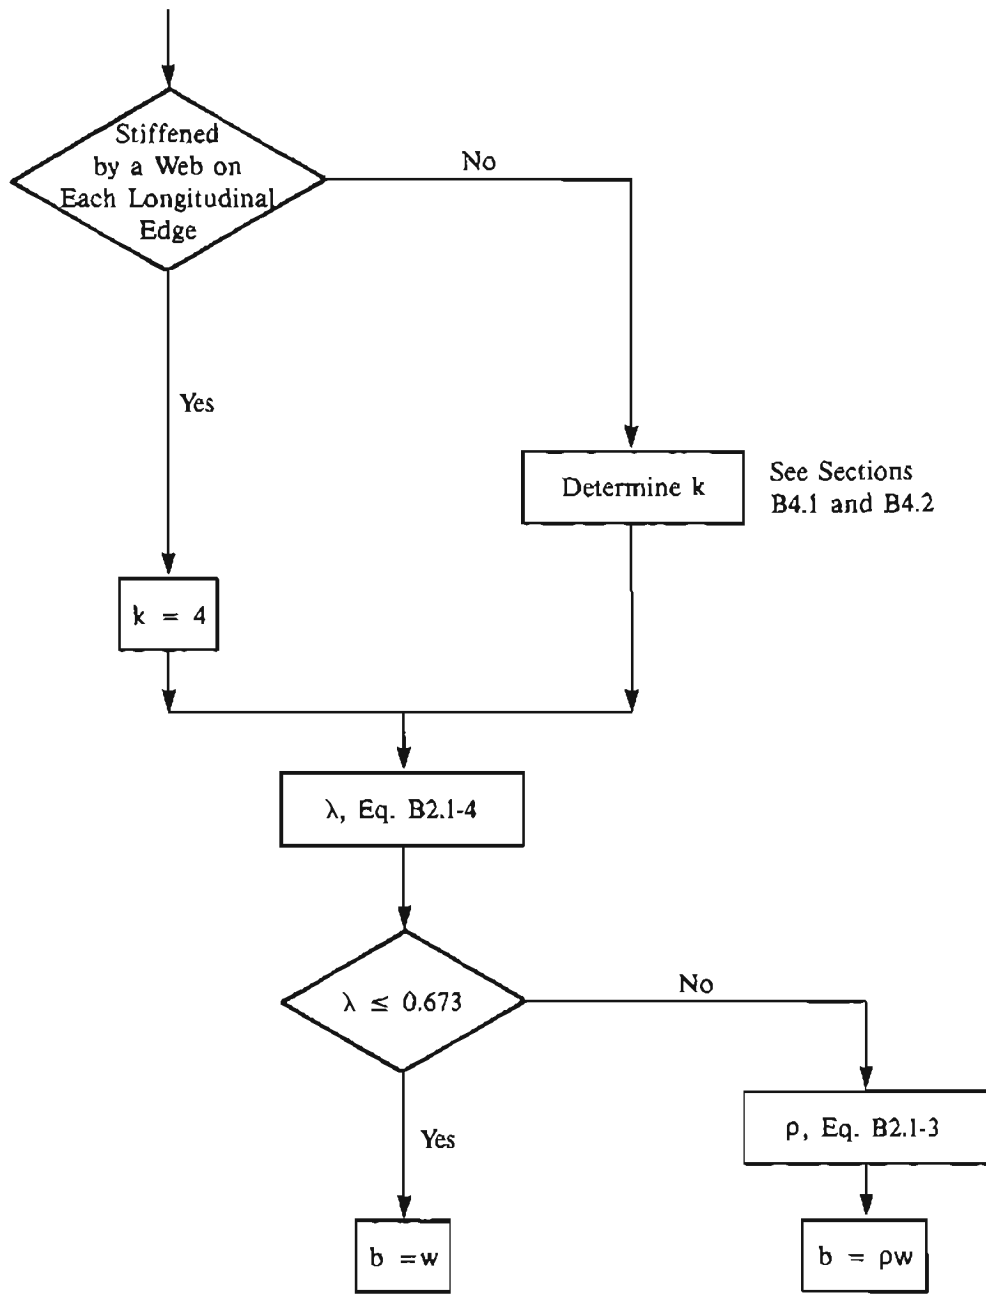 Stiffened
by a Web on
Each Longitudinal
Edge
No
Yes
Determine k
See Sections
B4.1 and B4.2
k = 4
λ, Eq. B2.1-4
λ ≤ 0.673
No
Yes
ρ, Eq. B2.1-3
b =w
b = ρw